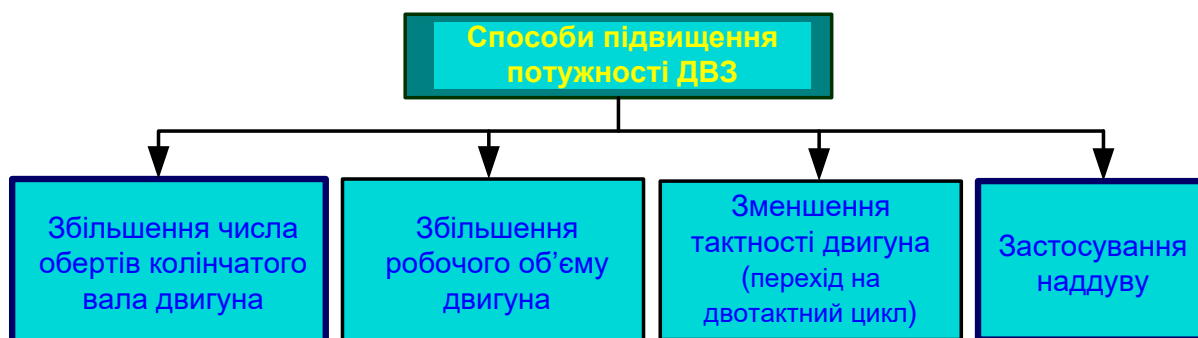 Способи підвищення
потужності ДВЗ
Збільшення числа
обертів колінчатого
вала двигуна
Збільшення
робочого об’єму
двигуна
Зменшення
тактності двигуна
(перехід на
двотактний цикл)
Застосування
наддуву